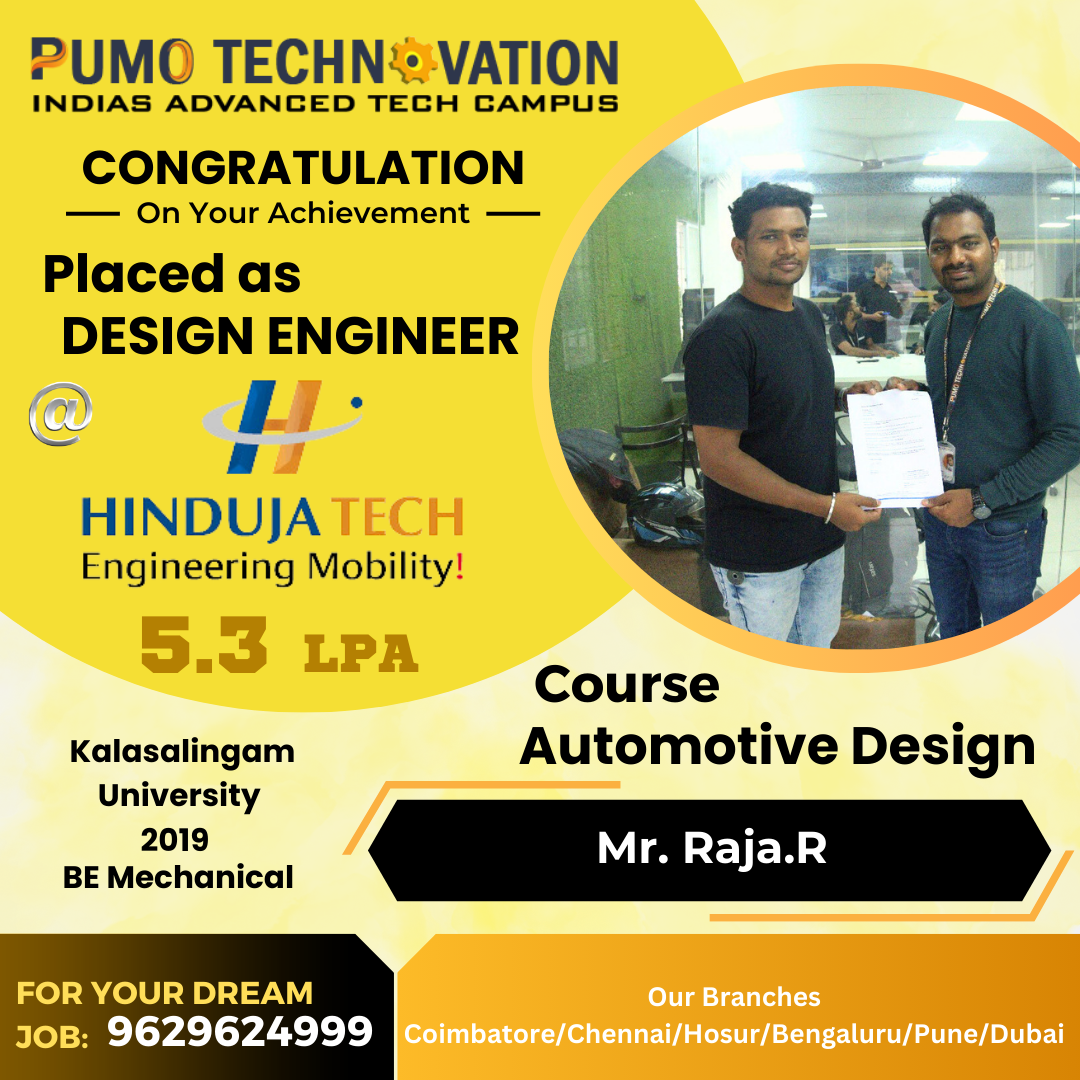 PUMO TECHNOVATION
INDIAS ADVANCED TECH CAMPUS
CONGRATULATION
On Your Achievement
Placed as
DESIGN ENGINEER
@
H
HINDUJA TECH
Engineering Mobility!
5.3 LPA
PUMO TECHNOVATION
Course
Automotive Design
Kalasalingam
University
2019
BE Mechanical
Mr. Raja.R
FOR YOUR DREAM
JOB: 9629624999
Our Branches
Coimbatore/Chennai/Hosur/Bengaluru/Pune/Dubai